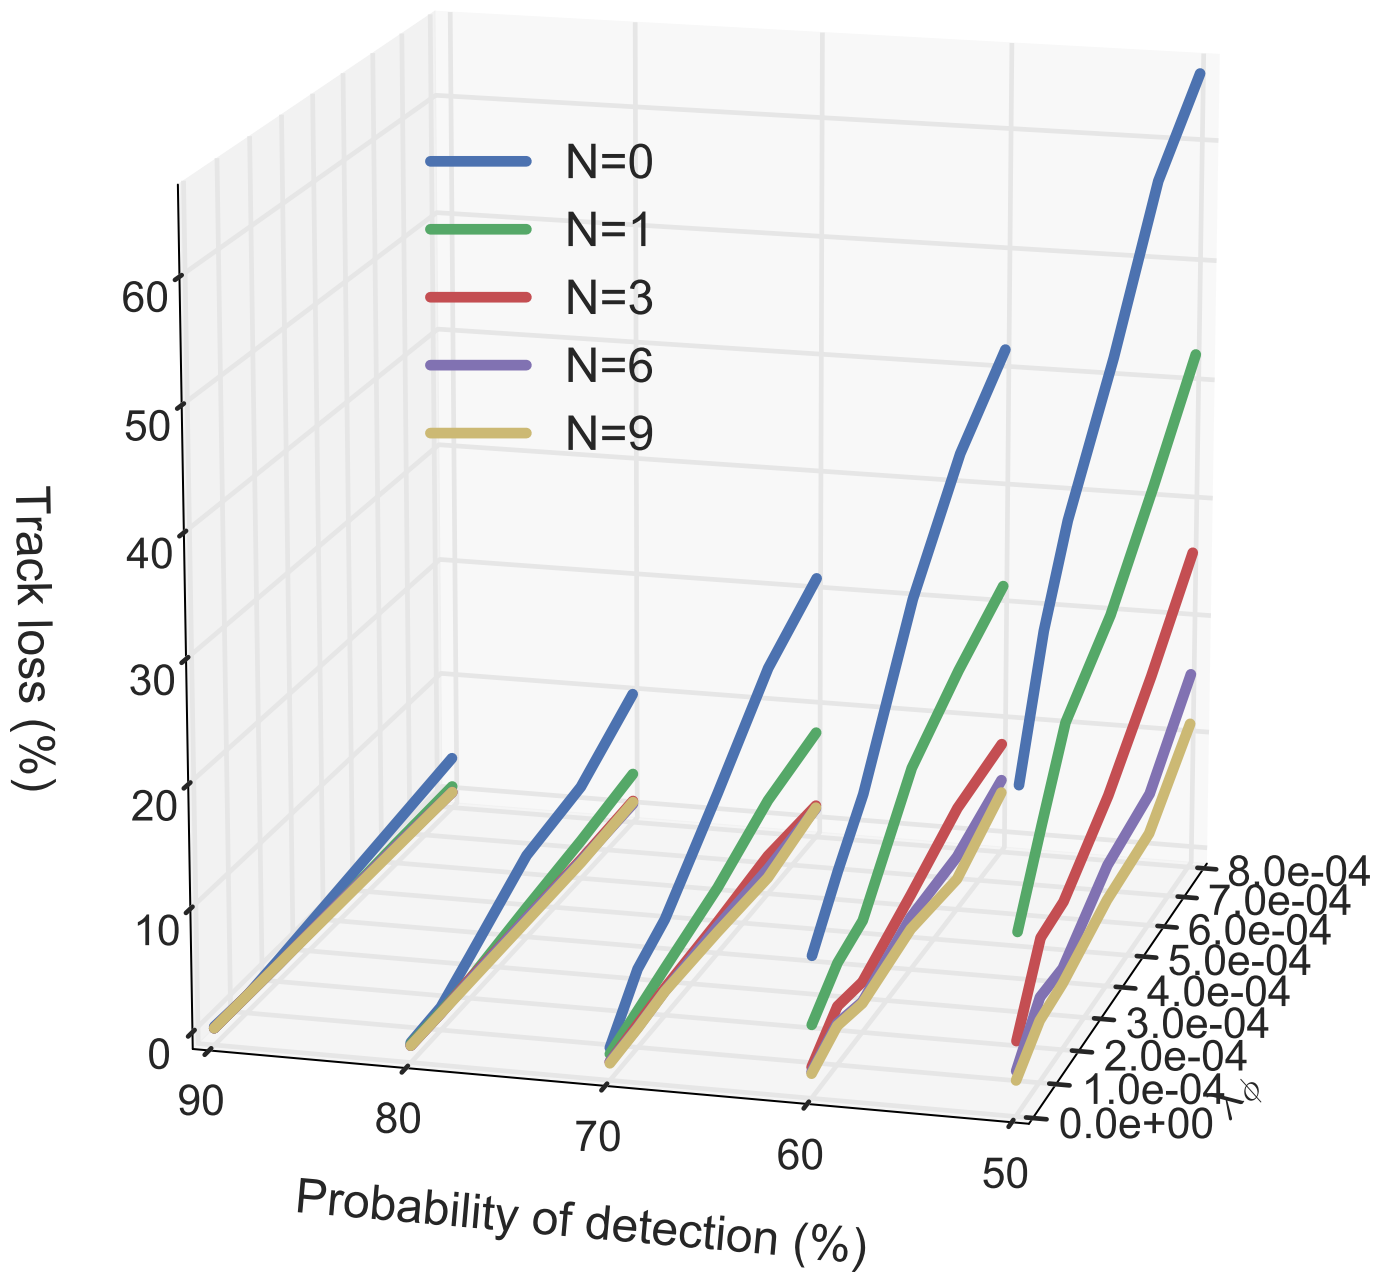 N=0
N=1
N=3
N=6
N=9
Track loss (%)
60
50
40
30
20
10
0
90
80
70
60
50
Probability of detection (%)
8.0e-04
7.0e-04
6.0e-04
5.0e-04
4.0e-04
3.0e-04
2.0e-04
1.0e-04
0.0e+00
λϕ